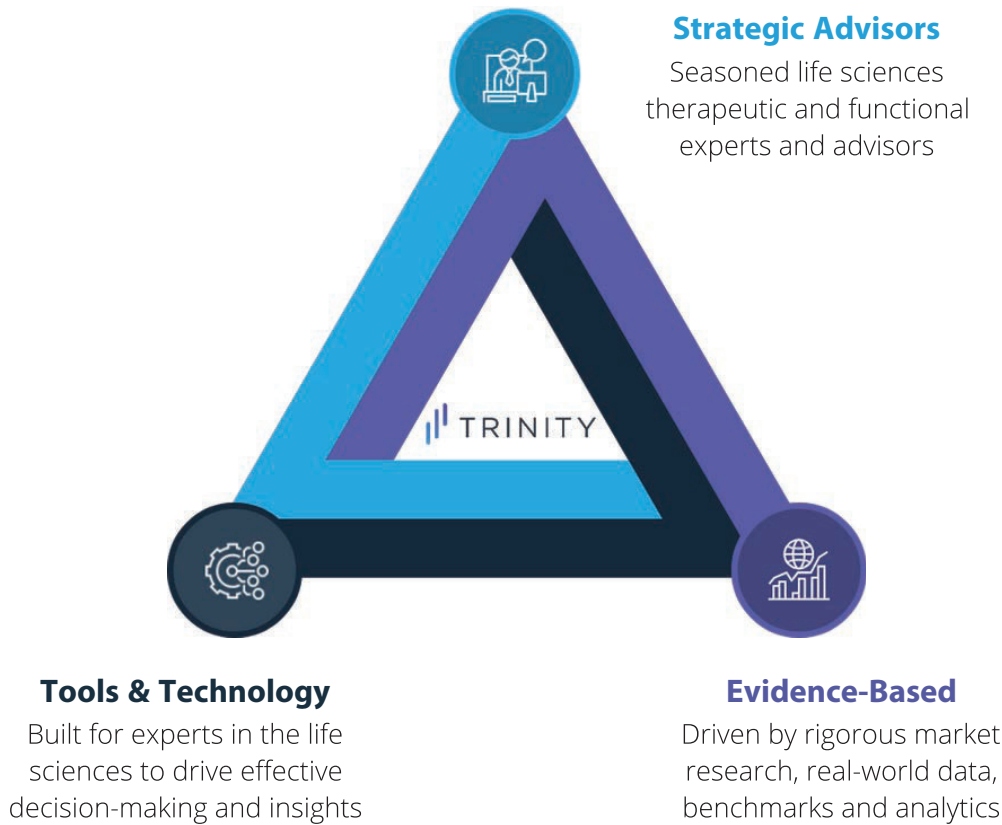 Strategic Advisors
Seasoned life sciences
therapeutic and functional
experts and advisors
TRINITY
Tools & Technology
Built for experts in the life
sciences to drive effective
decision-making and insights
Evidence-Based
Driven by rigorous market
research, real-world data,
benchmarks and analytics